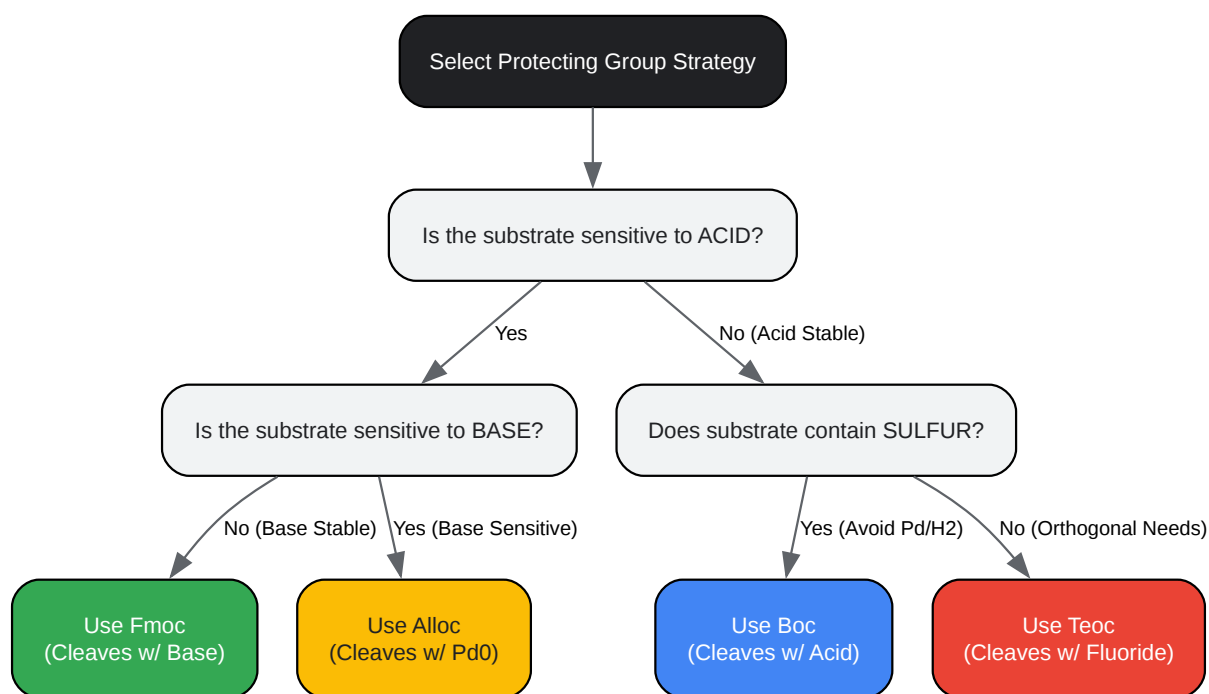 Select Protecting Group Strategy
Is the substrate sensitive to ACID?
Yes
No (Acid Stable)
Is the substrate sensitive to BASE?
Does substrate contain SULFUR?
No (Base Stable)
Yes (Base Sensitive)
Yes (Avoid Pd/H2)
No (Orthogonal Needs)
Use Fmoc
(Cleaves w/ Base)
Use Alloc
(Cleaves w/ Pd0)
Use Boc
(Cleaves w/ Acid)
Use Teoc
(Cleaves w/ Fluoride)